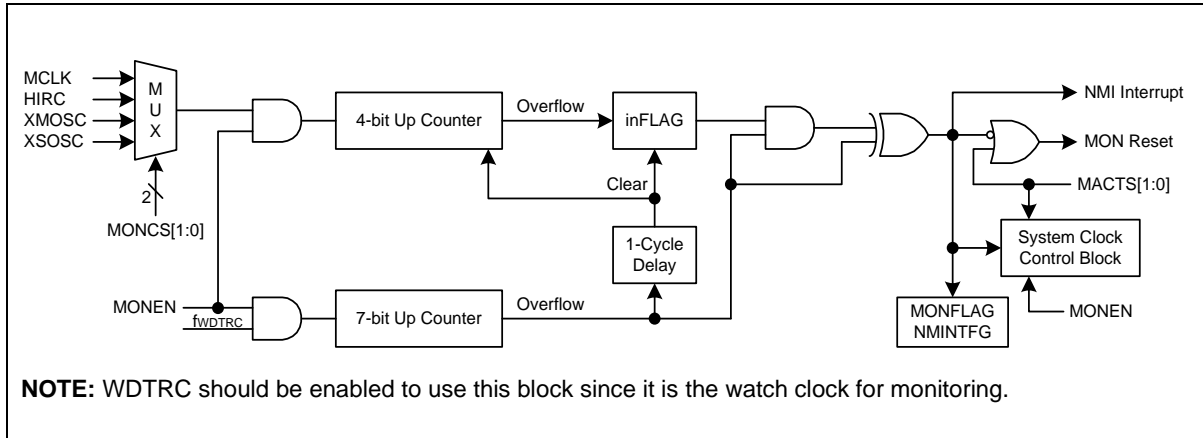 MCLK
HIRC
XMOSC
XSOSC
M
U
X
2
MONCS[1:0]
4-bit Up Counter
Overflow
inFLAG
Clear
1-Cycle
Delay
MONEN
fWDTRC
7-bit Up Counter
Overflow
NMI Interrupt
MON Reset
MACTS[1:0]
System Clock
Control Block
MONFLAG
NMINTFG
MONEN
NOTE: WDTRC should be enabled to use this block since it is the watch clock for monitoring.